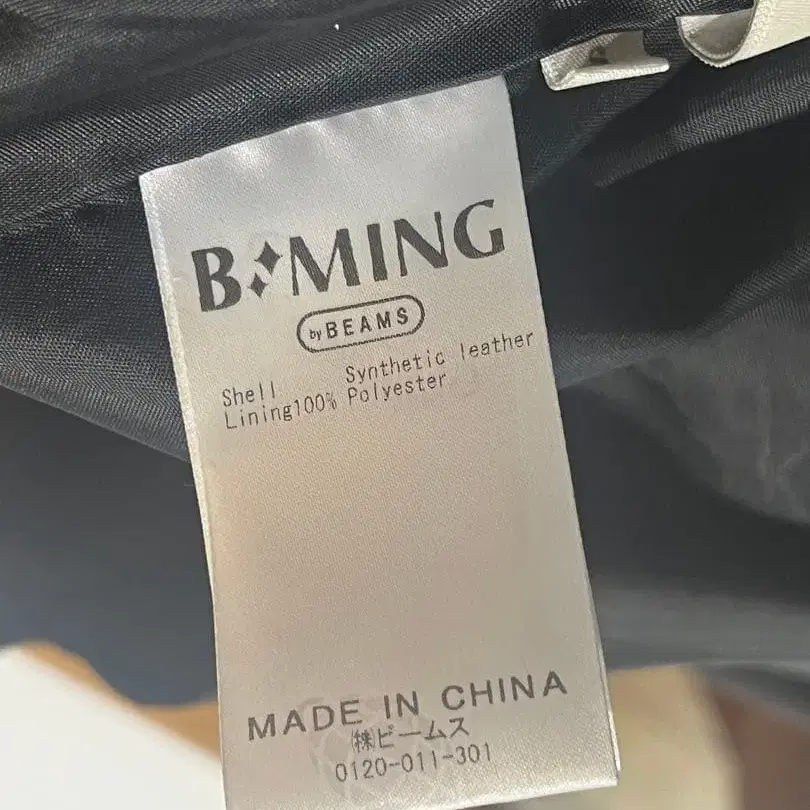 B MING
by BEAMS
Shell Synthetic leather
Lining100% Polyester
MADE IN CHINA
㈱ビームス
0120-011-301